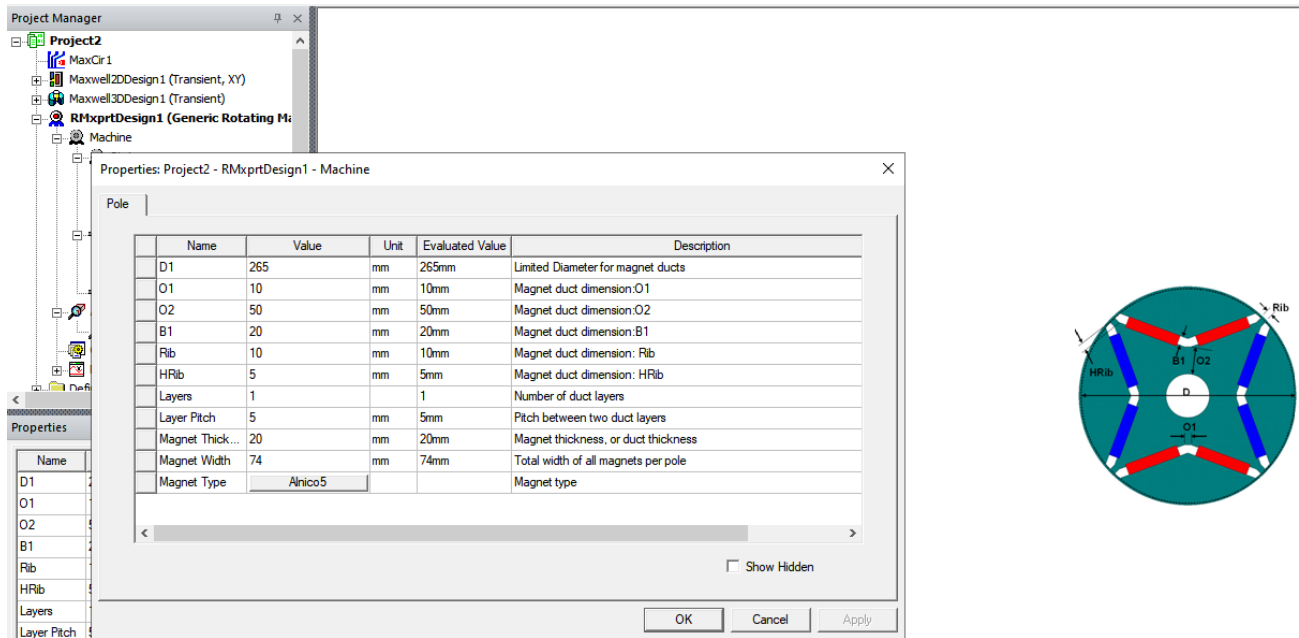 Project Manager
Project2
MaxCir1
Maxwell2DDesign1 (Transient, XY)
Maxwell3DDesign1 (Transient)
RMxprtDesign1 (Generic Rotating Ma
Machine
Properties: Project2 - RMxprtDesign1 - Machine
Pole
Name Value Unit Evaluated Value Description
D1 265 mm 265mm Limited Diameter for magnet ducts
O1 10 mm 10mm Magnet duct dimension:O1
O2 50 mm 50mm Magnet duct dimension:O2
B1 20 mm 20mm Magnet duct dimension:B1
Rib 10 mm 10mm Magnet duct dimension: Rib
HRib 5 mm 5mm Magnet duct dimension: HRib
Layers 1 1 Number of duct layers
Layer Pitch 5 mm 5mm Pitch between two duct layers
Magnet Thick... 20 mm 20mm Magnet thickness, or duct thickness
Magnet Width 74 mm 74mm Total width of all magnets per pole
Magnet Type Alnico5 Magnet type
Show Hidden
OK Cancel Apply
Defi
Properties
Name
D1
O1
O2
B1
Rib
HRib
Layers
Layer Pitch
Rib
B1 O2
HRib
D
O1